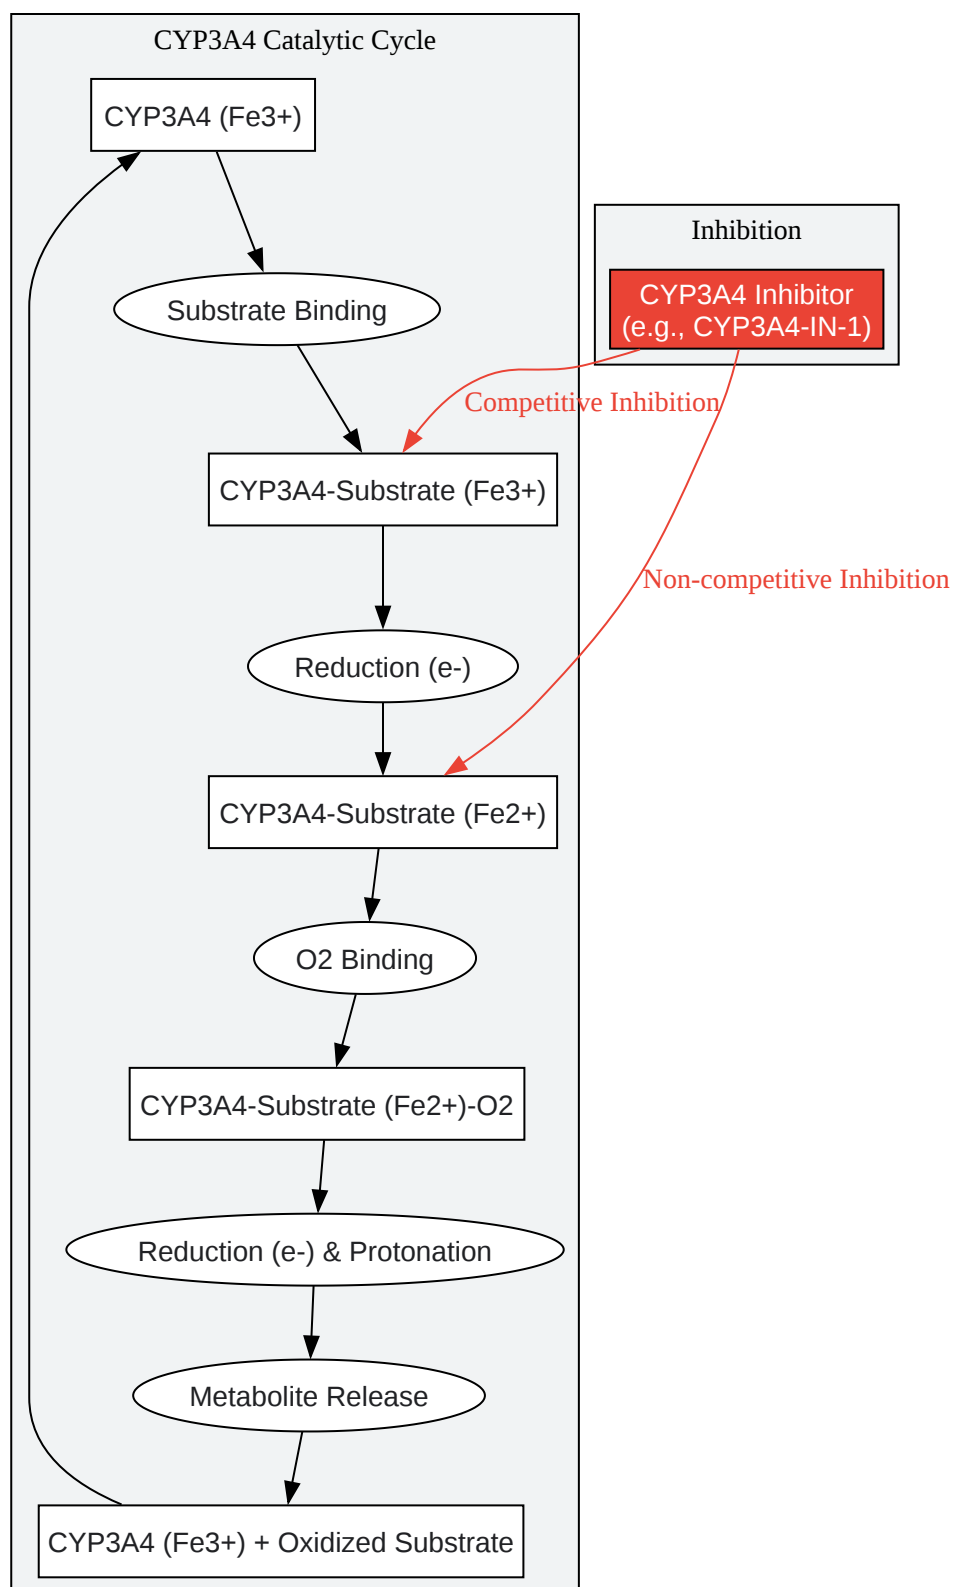 CYP3A4 Catalytic Cycle
CYP3A4 (Fe3+)
Substrate Binding
Inhibition
CYP3A4 Inhibitor
(e.g., CYP3A4-IN-1)
Competitive Inhibition
CYP3A4-Substrate (Fe3+)
Non-competitive Inhibition
Reduction (e-)
CYP3A4-Substrate (Fe2+)
O2 Binding
CYP3A4-Substrate (Fe2+)-O2
Reduction (e-) & Protonation
Metabolite Release
CYP3A4 (Fe3+) + Oxidized Substrate